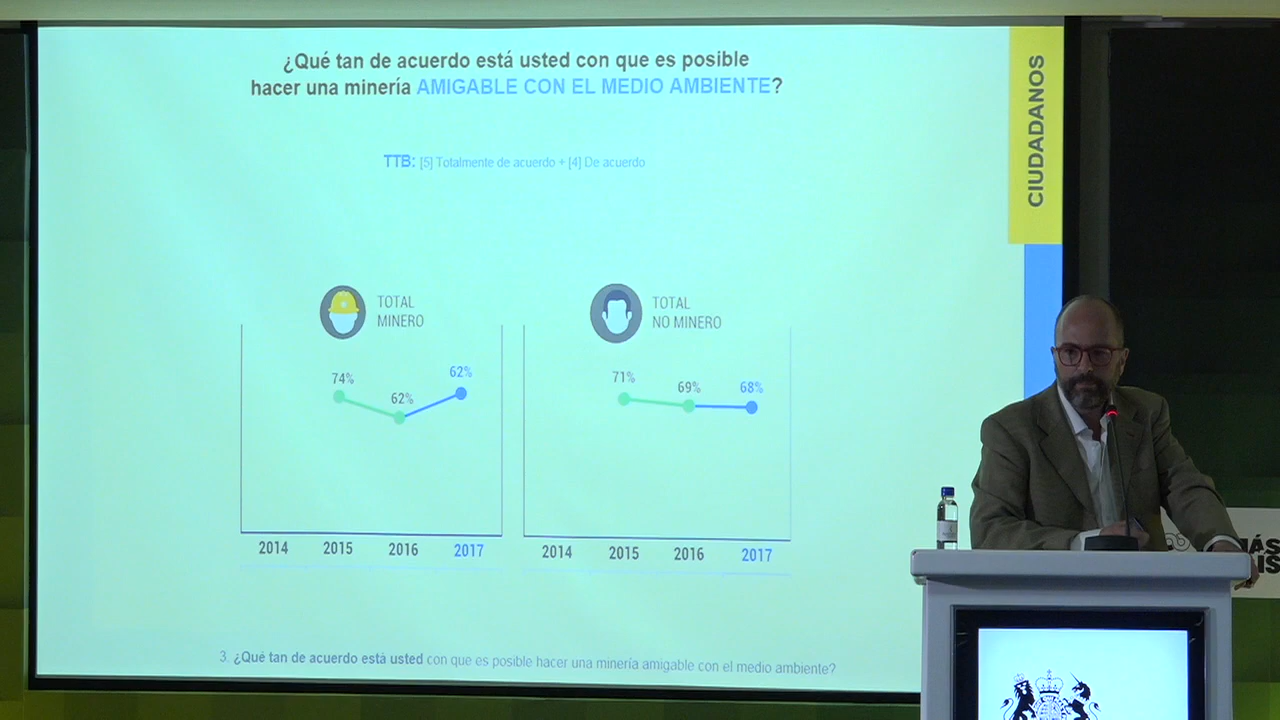 ¿Qué tan de acuerdo está usted con que es posible
hacer una minería AMIGABLE CON EL MEDIO AMBIENTE?
CIUDADANOS
TTB: [5] Totalmente de acuerdo + [4] De acuerdo
TOTAL
MINERO
74%
62%
62%
2014 2015 2016 2017
TOTAL
NO MINERO
71%
69%
68%
2014 2015 2016 2017
3. ¿Qué tan de acuerdo está usted con que es posible hacer una minería amigable con el medio ambiente?